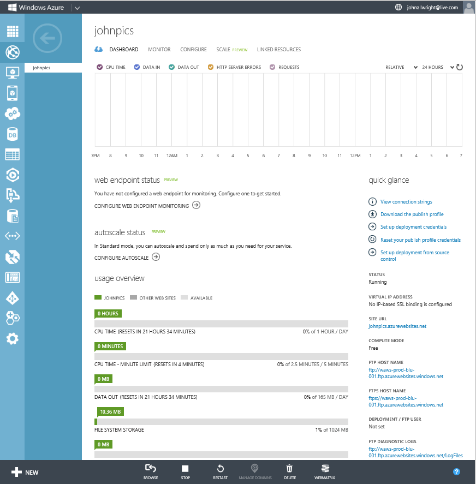 Windows Azure
johnpics
johnpics
DASHBOARD MONITOR CONFIGURE SCALE PREVIEW LINKED RESOURCES
CPU TIME DATA IN DATA OUT HTTP SERVER ERRORS REQUESTS RELATIVE 24 HOURS
8 9 10 11 12AM 1 2 3 4 5 6 7 8 9 10 11 12PM 1 2 3 4 5 6 7
web endpoint status PREVIEW
You have not configured a web endpoint for monitoring. Configure one to get started.
CONFIGURE WEB ENDPOINT MONITORING
autoscale status PREVIEW
In Standard mode, you can autoscale and spend only as much as you need for your service.
CONFIGURE AUTOSCALE
usage overview
JOHNPICS OTHER WEB SITES AVAILABLE
0 HOURS
CPU TIME (RESETS IN 21 HOURS 34 MINUTES) 0% of 1 HOUR / DAY
0 MINUTES
CPU TIME - MINUTE LIMIT (RESETS IN 4 MINUTES) 0% of 2.5 MINUTES / 5 MINUTES
0 MB
DATA OUT (RESETS IN 21 HOURS 34 MINUTES) 0% of 165 MB / DAY
10.36 MB
FILE SYSTEM STORAGE 1% of 1024 MB
0 MB
quick glance
View connection strings
Download the publish profile
Set up deployment credentials
Reset your publish profile credentials
Set up deployment from source
control
STATUS
Running
VIRTUAL IP ADDRESS
No IP-based SSL binding is configured
SITE URL
johnpics.azurewebsites.net
COMPUTE MODE
Free
FTP HOST NAME
ftp://waws-prod-blu-
001.ftp.azurewebsites.windows.net
FTPS HOST NAME
ftps://waws-prod-blu-
001.ftp.azurewebsites.windows.net
DEPLOYMENT / FTP USER
Not set
FTP DIAGNOSTIC LOGS
ftp://waws-prod-blu-
001.ftp.azurewebsites.windows.net/LogFiles
NEW
BROWSE STOP RESTART MANAGE DOMAINS DELETE WEBMATRIX